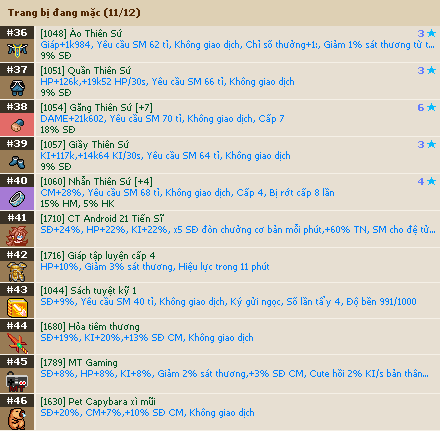 Trang bị đang mặc (11/12)
#36 [1048] Áo Thiên Sứ 3 ★
Giáp+1k984, Yêu cầu SM 62 tỉ, Không giao dịch, Chỉ số thưởng+1:, Giảm 1% sát thương từ t...
9% SĐ
#37 [1051] Quần Thiên Sứ 3 ★
HP+126k,+19k52 HP/30s, Yêu cầu SM 66 tỉ, Không giao dịch
9% SĐ
#38 [1054] Găng Thiên Sứ [+7] 6 ★
DAME+21k602, Yêu cầu SM 70 tỉ, Không giao dịch, Cấp 7
18% SĐ
#39 [1057] Giầy Thiên Sứ 3 ★
KI+117k,+14k64 KI/30s, Yêu cầu SM 64 tỉ, Không giao dịch
9% SĐ
#40 [1060] Nhẫn Thiên Sứ [+4] 4 ★
CM+28%, Yêu cầu SM 68 tỉ, Không giao dịch, Cấp 4, Bị rớt cấp 8 lần
15% HM, 5% HK
#41 [1710] CT Android 21 Tiến Sĩ
SĐ+24%, HP+22%, KI+22%, x5 SĐ đòn chưởng cơ bản mỗi phút,+60% TN, SM cho đệ tử...
#42 [1716] Giáp tập luyện cấp 4
HP+10%, Giảm 3% sát thương, Hiệu lực trong 11 phút
#43 [1044] Sách tuyệt kỹ 1
SĐ+9%, Yêu cầu SM 40 tỉ, Không giao dịch, Ký gửi ngọc, Số lần tẩy 4, Độ bền 991/1000
#44 [1680] Hỏa tiêm thương
SĐ+19%, KI+20%,+13% SĐ CM, Không giao dịch
#45 [1789] MT Gaming
SĐ+8%, HP+8%, KI+8%, Giảm 2% sát thương,+3% SĐ CM, Cute hồi 2% KI/s bản thân...
#46 [1630] Pet Capybara xì mũi
SĐ+20%, CM+7%,+10% SĐ CM, Không giao dịch